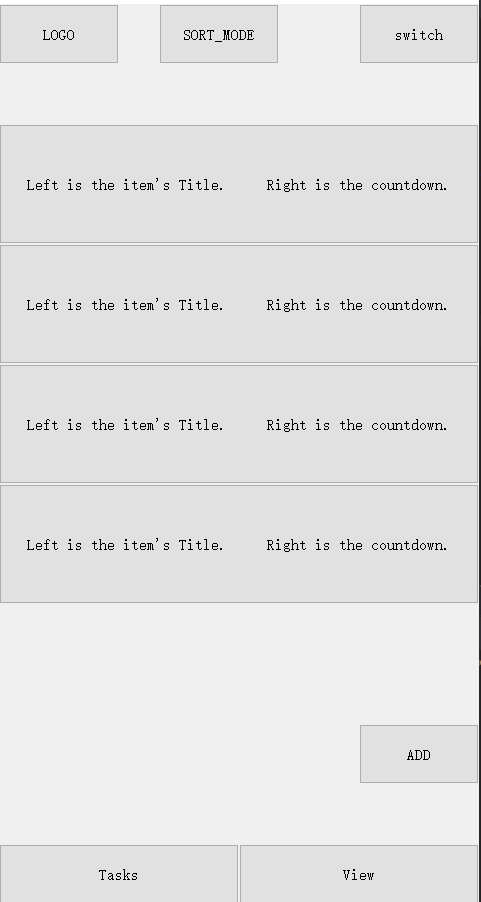 LOGO SORT_MODE switch
Left is the item's Title. Right is the countdown.
Left is the item's Title. Right is the countdown.
Left is the item's Title. Right is the countdown.
Left is the item's Title. Right is the countdown.
ADD
Tasks View